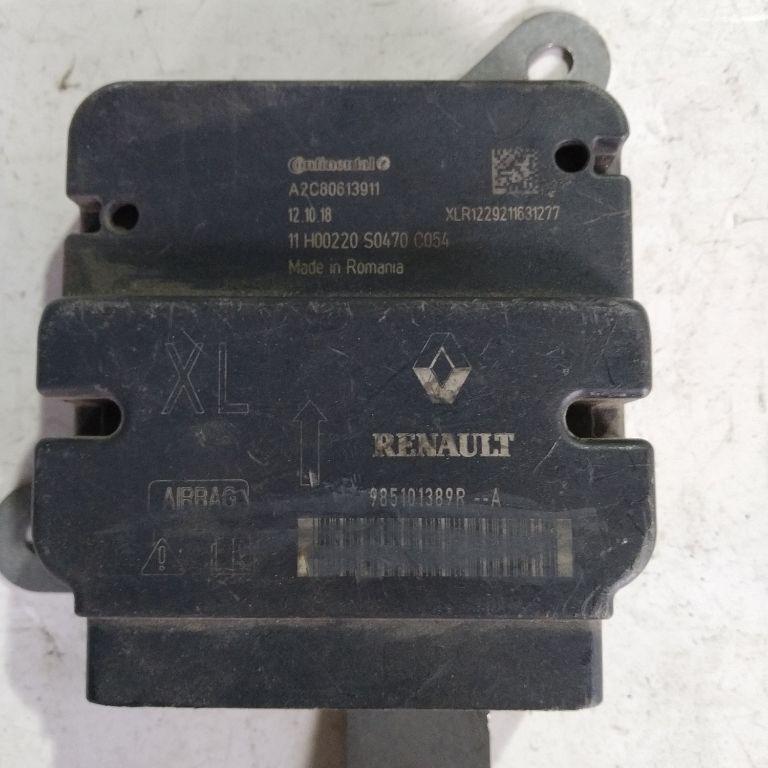 Continental
A2C80613911
12.10.18 XLR1229211631277
11 H00220 S0470 C054
Made in Romania
XL
RENAULT
AIRBAG
985101389R --A